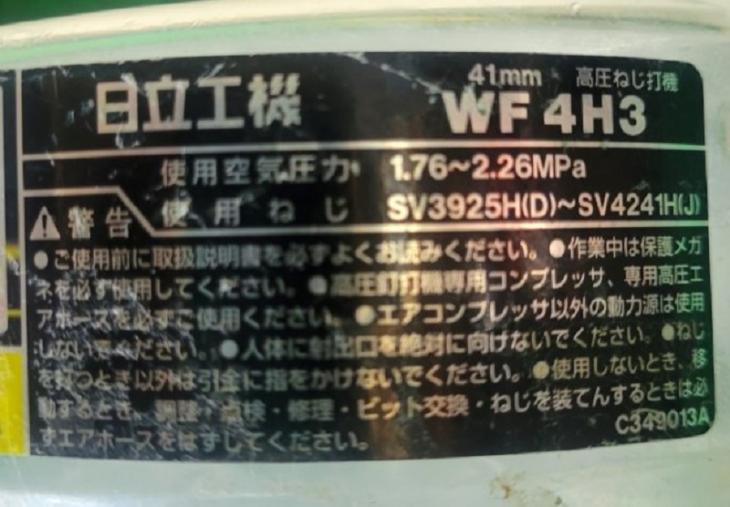 日立工機
41mm 高圧ねじ打機
WF4H3
使用空気圧力 1.76〜2.26MPa
使用ねじ SV3925H(D)〜SV4241H(J)
警告
●ご使用前に取扱説明書を必ずよくお読みください。●作業中は保護メガ
ネを必ず使用してください。●高圧釘打機専用コンプレッサ、専用高圧エ
アホースを必ずご使用ください。●エアコンプレッサ以外の動力源は使用
しないでください。●人体に射出口を絶対に向けないでください。●ねじ
を打つとき以外は引金に指をかけないでください。●使用しないとき、移
動するとき、調整・点検・修理・ビット交換・ねじを装てんするときは必
ずエアホースをはずしてください。
C349013A